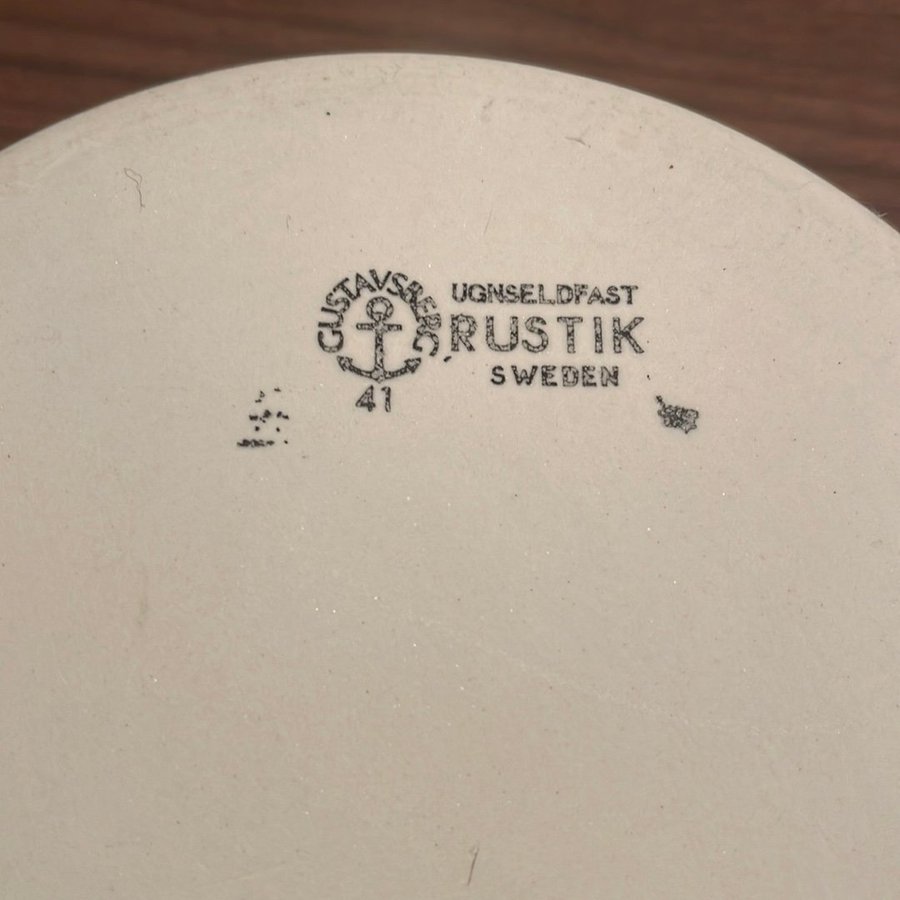 GUSTAVSBERG
UGNSELDFAST
RUSTIK
SWEDEN
41